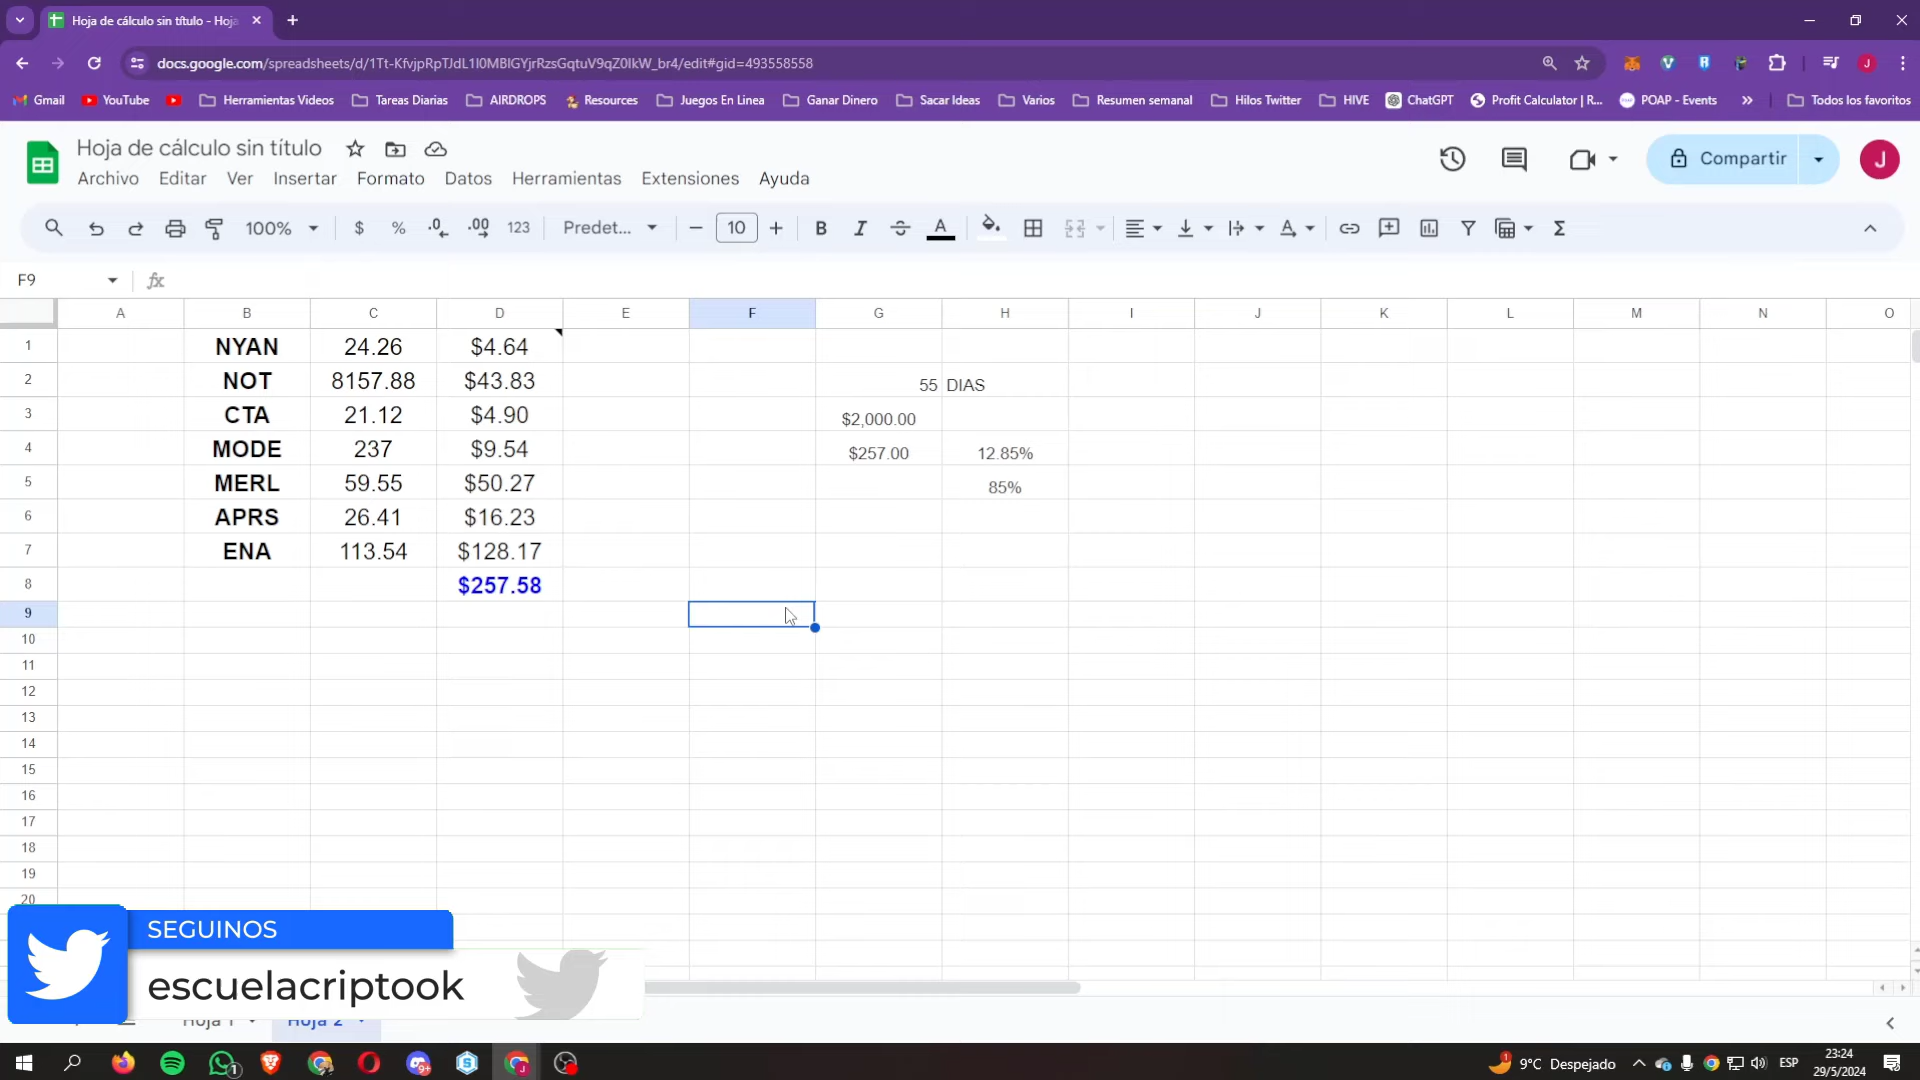 Hoja de cálculo sin título - Hoja
docs.google.com/spreadsheets/d/1Tt-KfvjpRpTJdL1I0MBlGYjrRzsGqtuV9qZ0IkW_br4/edit#gid=493558558
Gmail YouTube Herramientas Videos Tareas Diarias AIRDROPS Resources Juegos En Linea Ganar Dinero Sacar Ideas Varios Resumen semanal Hilos Twitter HIVE ChatGPT Profit Calculator | R... POAP - Events » Todos los favoritos
Hoja de cálculo sin título
Compartir
J
Archivo Editar Ver Insertar Formato Datos Herramientas Extensiones Ayuda
100% $ % .0 .00 123 Predet... 10 B I A Σ
F9 fx
A B C D E F G H I J K L M N O
1 NYAN 24.26 $4.64
2 NOT 8157.88 $43.83 55 DIAS
3 CTA 21.12 $4.90 $2,000.00
4 MODE 237 $9.54 $257.00 12.85%
5 MERL 59.55 $50.27 85%
6 APRS 26.41 $16.23
7 ENA 113.54 $128.17
8 $257.58
9
10
11
12
13
14
15
16
17
18
19
20
SEGUINOS
escuelacriptook
Hoja 1 Hoja 2
9°C Despejado ESP 23:24
29/5/2024